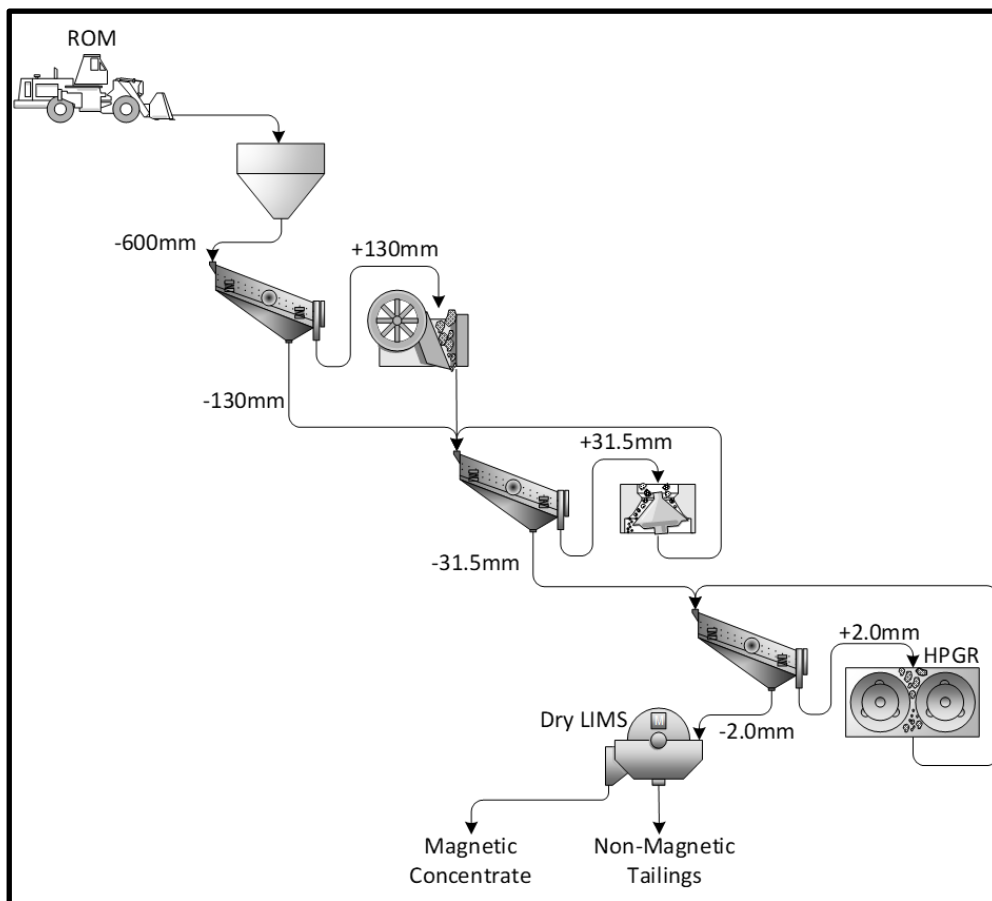 ROM
-600mm
+130mm
-130mm
+31.5mm
-31.5mm
+2.0mm
HPGR
Dry LIMS
-2.0mm
M
Magnetic
Concentrate
Non-Magnetic
Tailings